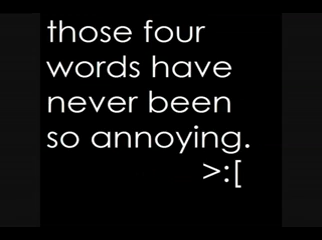 those four
words have
never been
so annoying.
>:[